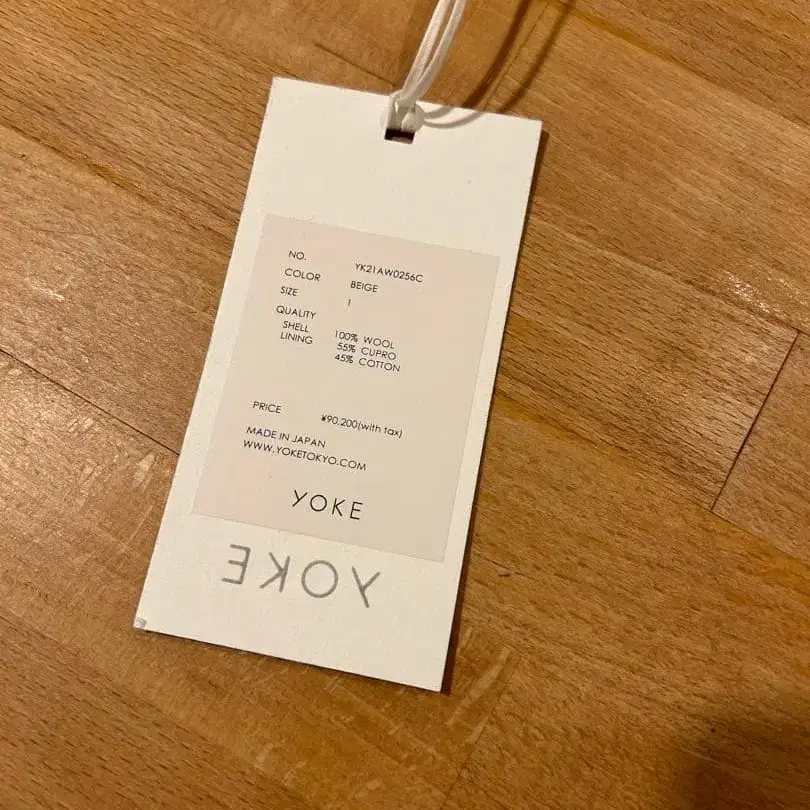 NO. YK21AW0256C
COLOR BEIGE
SIZE 1
QUALITY
SHELL 100% WOOL
LINING 55% CUPRO
45% COTTON
PRICE ¥90.200(with tax)
MADE IN JAPAN
WWW.YOKETOKYO.COM
YOKE
YOKE